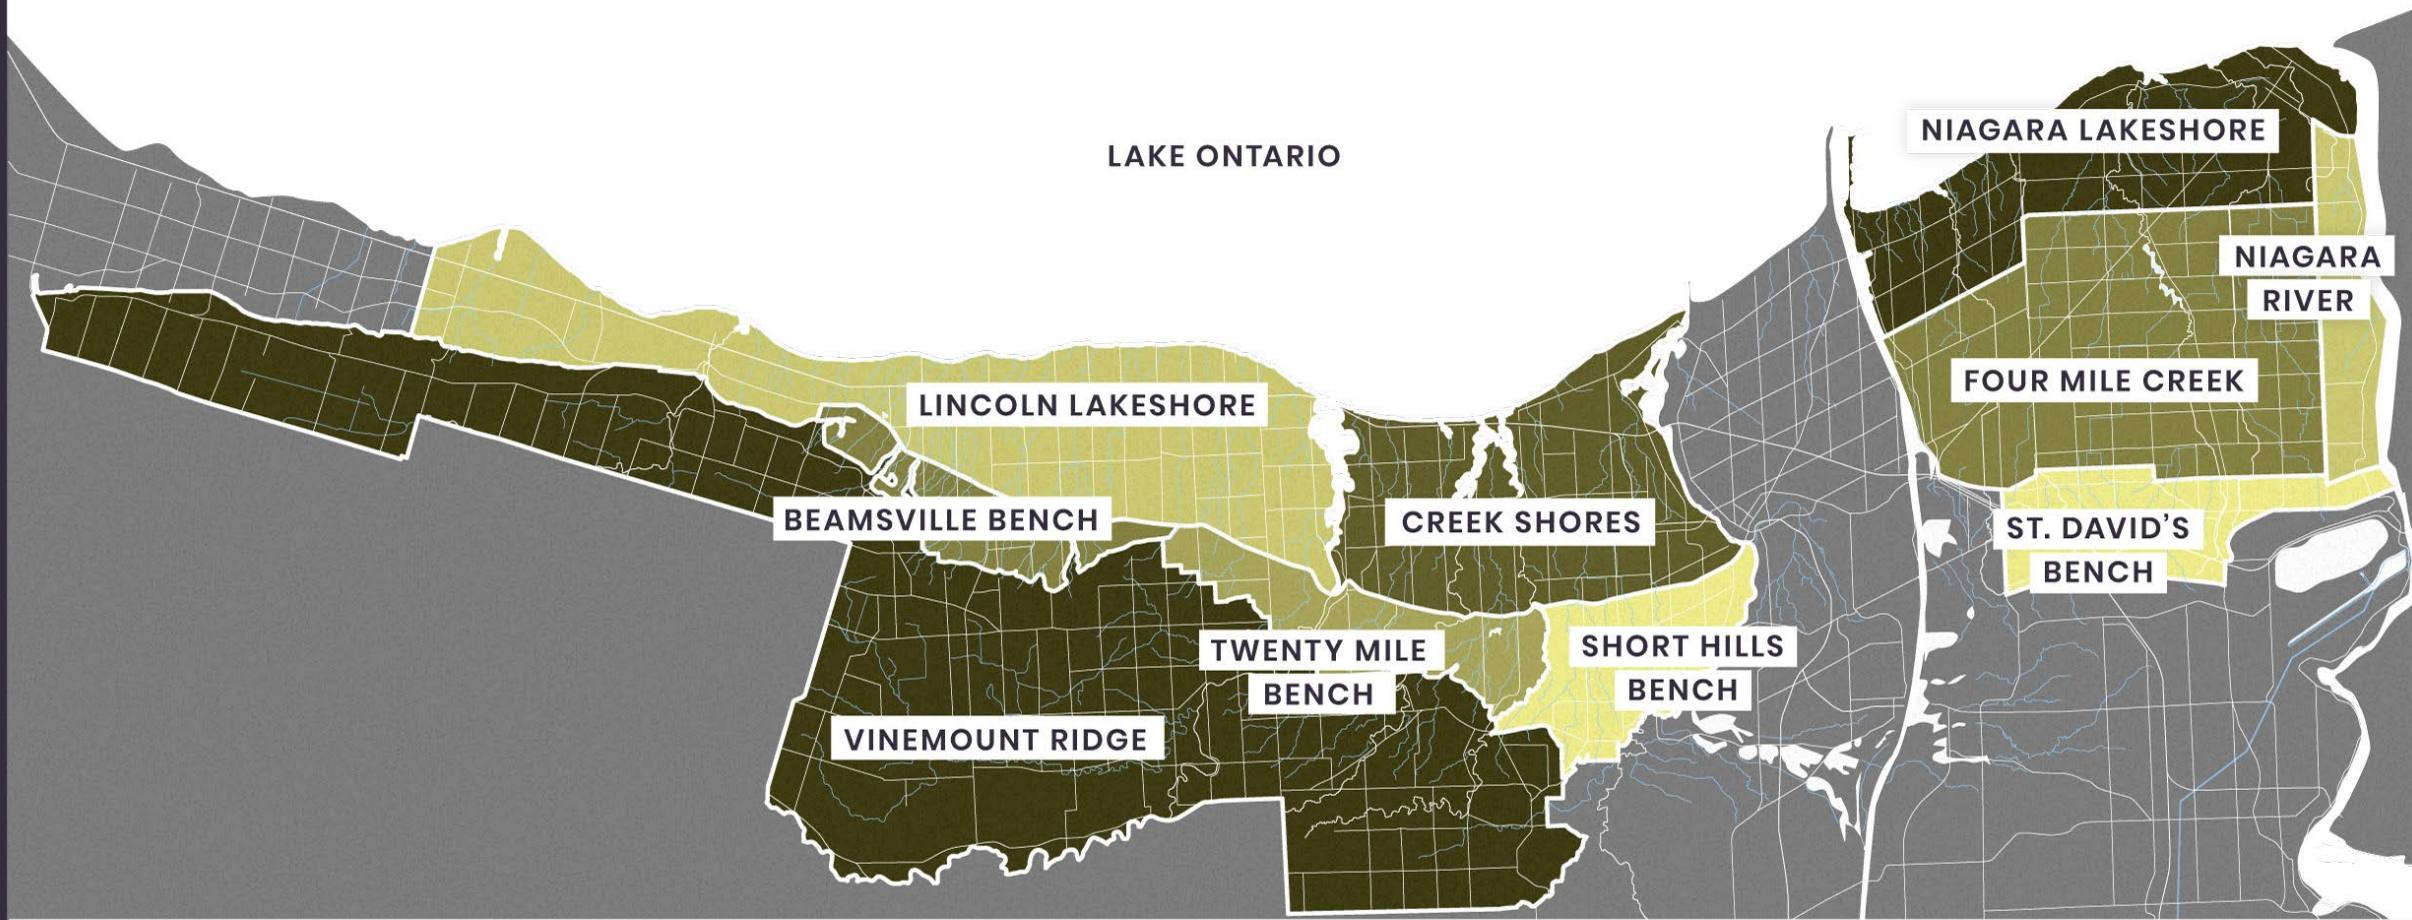 NIAGARA LAKESHORE
LAKE ONTARIO
NIAGARA
RIVER
FOUR MILE CREEK
LINCOLN LAKESHORE
BEAMSVILLE BENCH
CREEK SHORES
ST. DAVID’S
BENCH
TWENTY MILE
BENCH
SHORT HILLS
BENCH
VINEMOUNT RIDGE